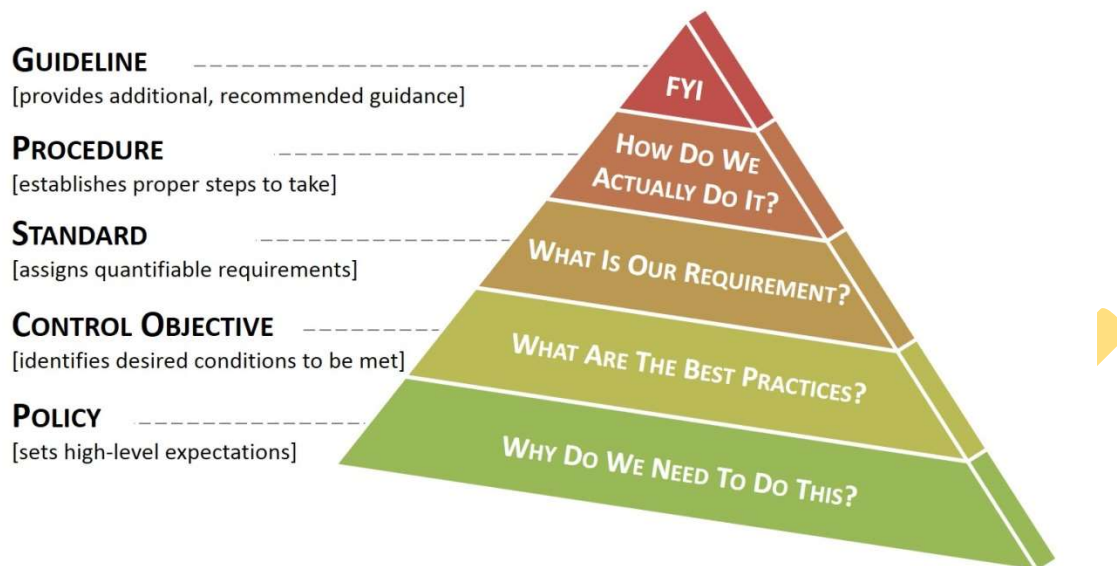 GUIDELINE
[provides additional, recommended guidance]
FYI
PROCEDURE
[establishes proper steps to take]
HOW DO WE
ACTUALLY DO IT?
STANDARD
[assigns quantifiable requirements]
WHAT IS OUR REQUIREMENT?
CONTROL OBJECTIVE
[identifies desired conditions to be met]
WHAT ARE THE BEST PRACTICES?
POLICY
[sets high-level expectations]
WHY DO WE NEED TO DO THIS?